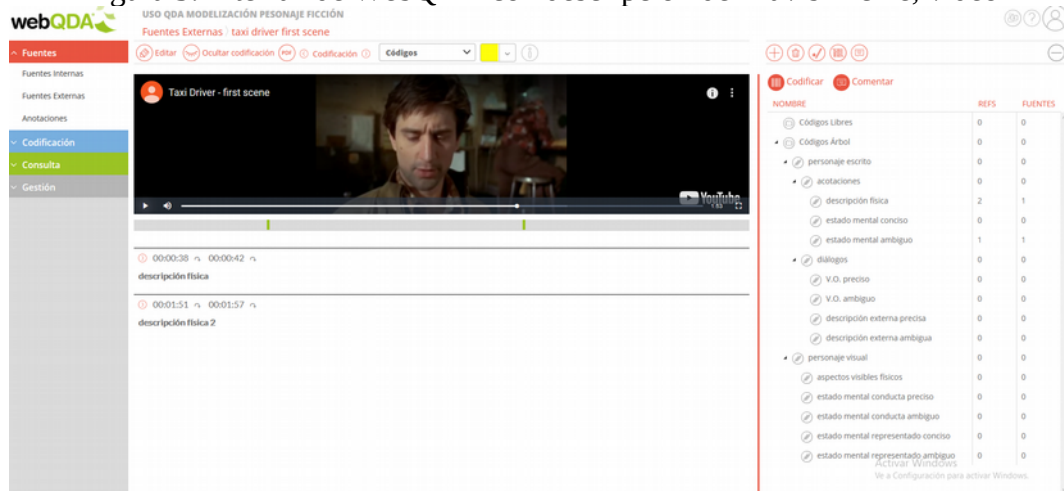 webQDA
USO QDA MODELIZACIÓN PESONAJE FICCIÓN
Fuentes Externas | taxi driver first scene
Fuentes
Fuentes Internas
Fuentes Externas
Anotaciones
Codificación
Consulta
Gestión
Editar Ocultar codificación PDF Codificación Códigos
Taxi Driver - first scene
YouTube
00:00:38 00:00:42
descripción física
00:01:51 00:01:57
descripción física 2
Codificar Comentar
NOMBRE REFS FUENTES
Códigos Libres 0 0
Códigos Árbol 0 0
personaje escrito 0 0
acotaciones 0 0
descripción física 2 1
estado mental conciso 0 0
estado mental ambiguo 1 1
diálogos 0 0
V.O. preciso 0 0
V.O. ambiguo 0 0
descripción externa precisa 0 0
descripción externa ambigua 0 0
personaje visual 0 0
aspectos visibles físicos 0 0
estado mental conducta preciso 0 0
estado mental conducta ambiguo 0 0
estado mental representado conciso 0 0
estado mental representado ambiguo 0 0
Activar Windows
Ve a Configuración para activar Windows.